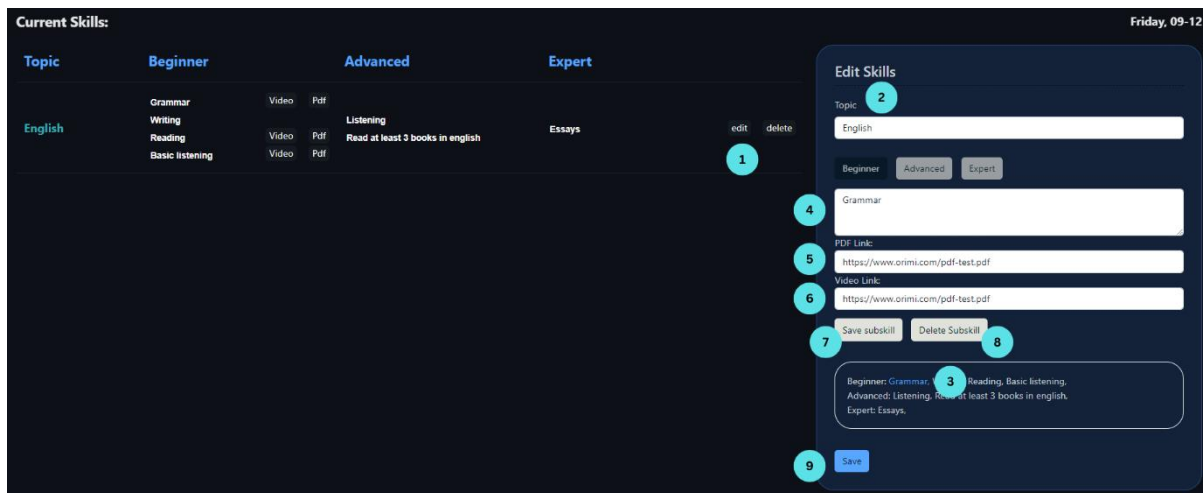 Current Skills:
Friday, 09-12
Topic Beginner Advanced Expert
English
Grammar Video Pdf
Writing
Reading Video Pdf
Basic listening Video Pdf
Listening
Read at least 3 books in english
Essays
edit delete
1
Edit Skills
2
Topic
English
Beginner Advanced Expert
4
Grammar
PDF Link:
5
https://www.orimi.com/pdf-test.pdf
Video Link:
6
https://www.orimi.com/pdf-test.pdf
Save subskill Delete Subskill
7
8
Beginner: Grammar, Reading, Basic listening,
3
Advanced: Listening, at least 3 books in english,
Expert: Essays,
9
Save